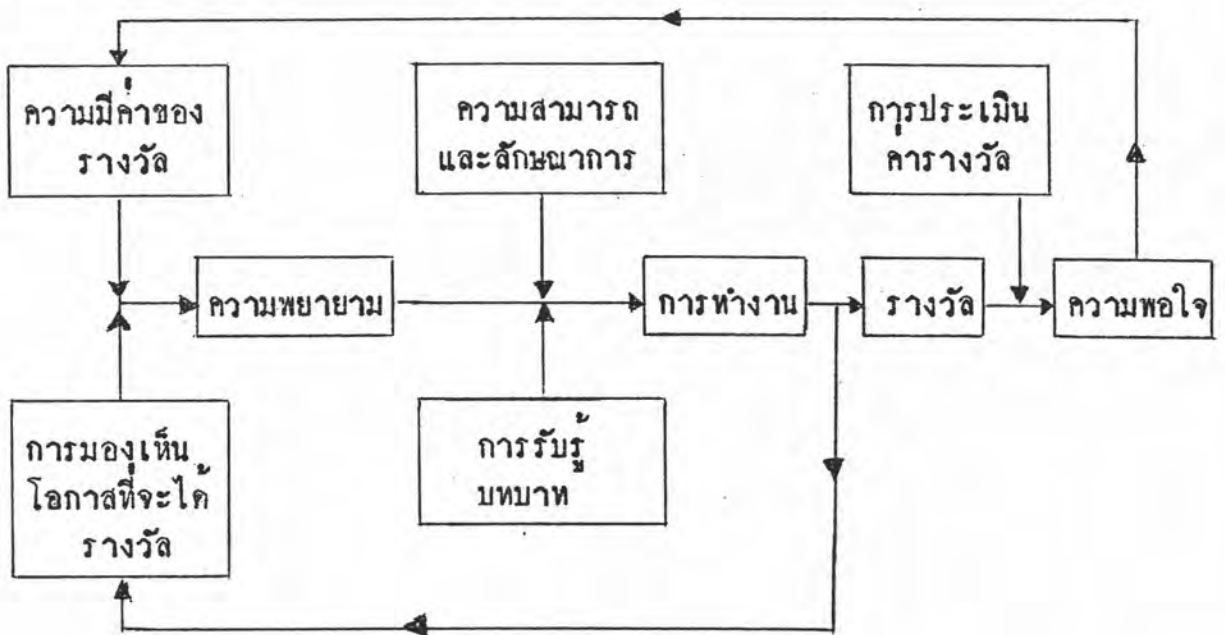 ความมีค่าของ
รางวัล
ความสามารถ
และลักษณาการ
การประเมิน
ค่ารางวัล
ความพยายาม
การทำงาน
รางวัล
ความพอใจ
การมองเห็น
โอกาสที่จะได้
รางวัล
การรับรู้
บทบาท